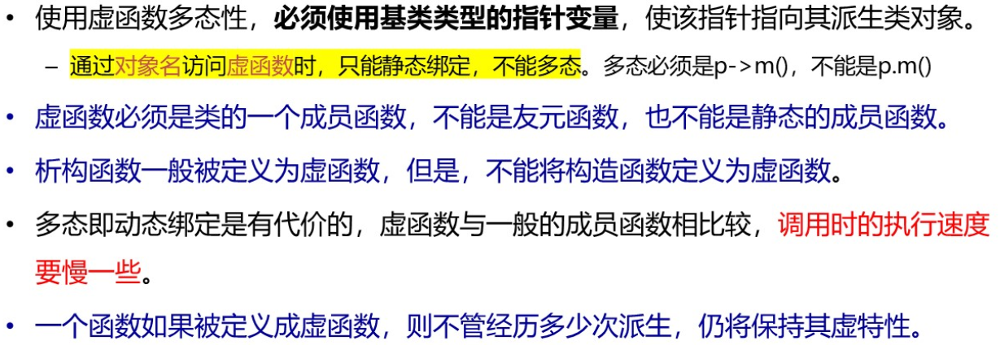 • 使用虚函数多态性，必须使用基类类型的指针变量，使该指针指向其派生类对象。
– 通过对象名访问虚函数时，只能静态绑定，不能多态。多态必须是p->m()，不能是p.m()
• 虚函数必须是类的一个成员函数，不能是友元函数，也不能是静态的成员函数。
• 析构函数一般被定义为虚函数，但是，不能将构造函数定义为虚函数。
• 多态即动态绑定是有代价的，虚函数与一般的成员函数相比较，调用时的执行速度
要慢一些。
• 一个函数如果被定义成虚函数，则不管经历多少次派生，仍将保持其虚特性。